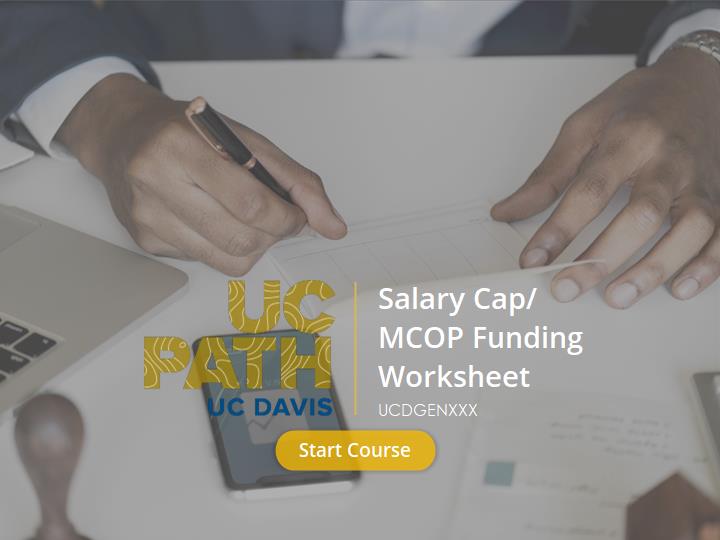 UC
PATH
UC DAVIS
Salary Cap/
MCOP Funding
Worksheet
UCDGENXXX
Start Course